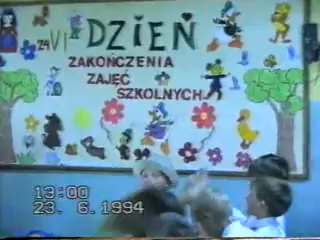 24 VI DZIEŃ
ZAKOŃCZENIA
ZAJĘĆ
SZKOLNYCH
13:00
23. 6.1994